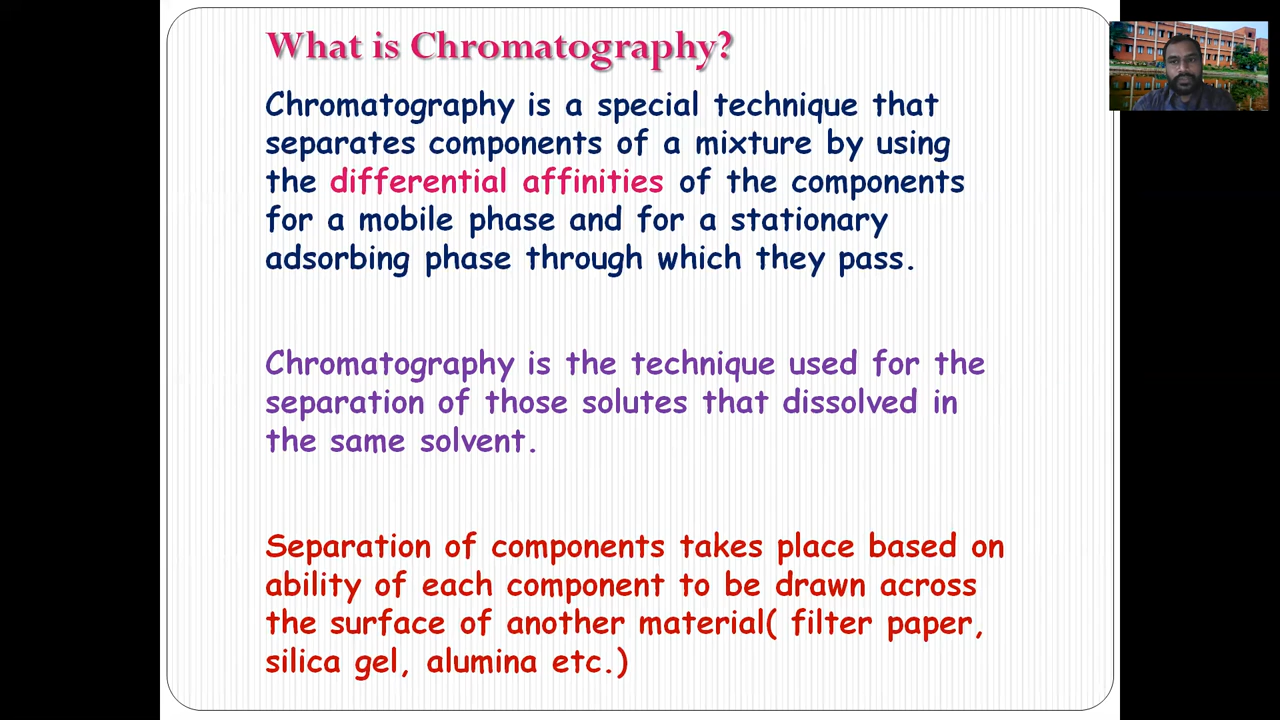 What is Chromatography?
Chromatography is a special technique that
separates components of a mixture by using
the differential affinities of the components
for a mobile phase and for a stationary
adsorbing phase through which they pass.
Chromatography is the technique used for the
separation of those solutes that dissolved in
the same solvent.
Separation of components takes place based on
ability of each component to be drawn across
the surface of another material( filter paper,
silica gel, alumina etc.)